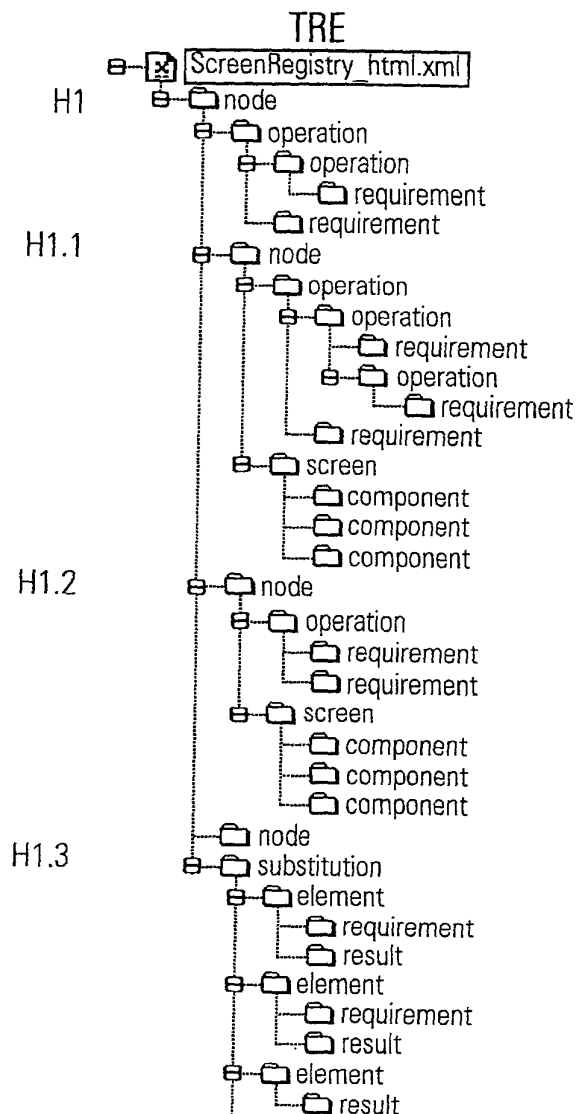 TRE
ScreenRegistry_html.xml
H1 node
operation
operation
requirement
requirement
H1.1 node
operation
operation
requirement
operation
requirement
requirement
screen
component
component
component
H1.2 node
operation
requirement
requirement
screen
component
component
component
node
H1.3 substitution
element
requirement
result
element
requirement
result
element
result